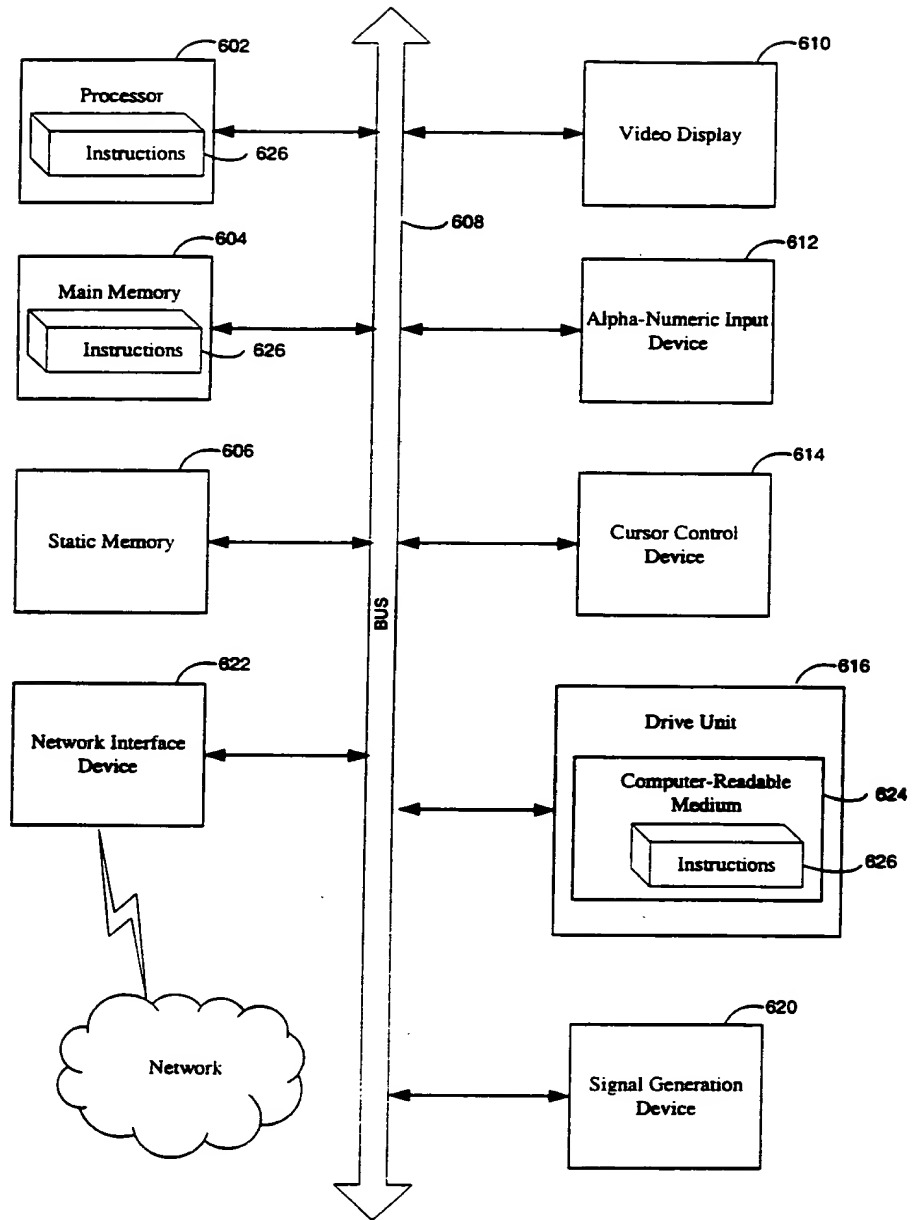 602
Processor
Instructions
626
604
Main Memory
Instructions
626
606
Static Memory
622
Network Interface
Device
Network
608
BUS
610
Video Display
612
Alpha-Numeric Input
Device
614
Cursor Control
Device
616
Drive Unit
Computer-Readable
Medium
624
Instructions
626
620
Signal Generation
Device